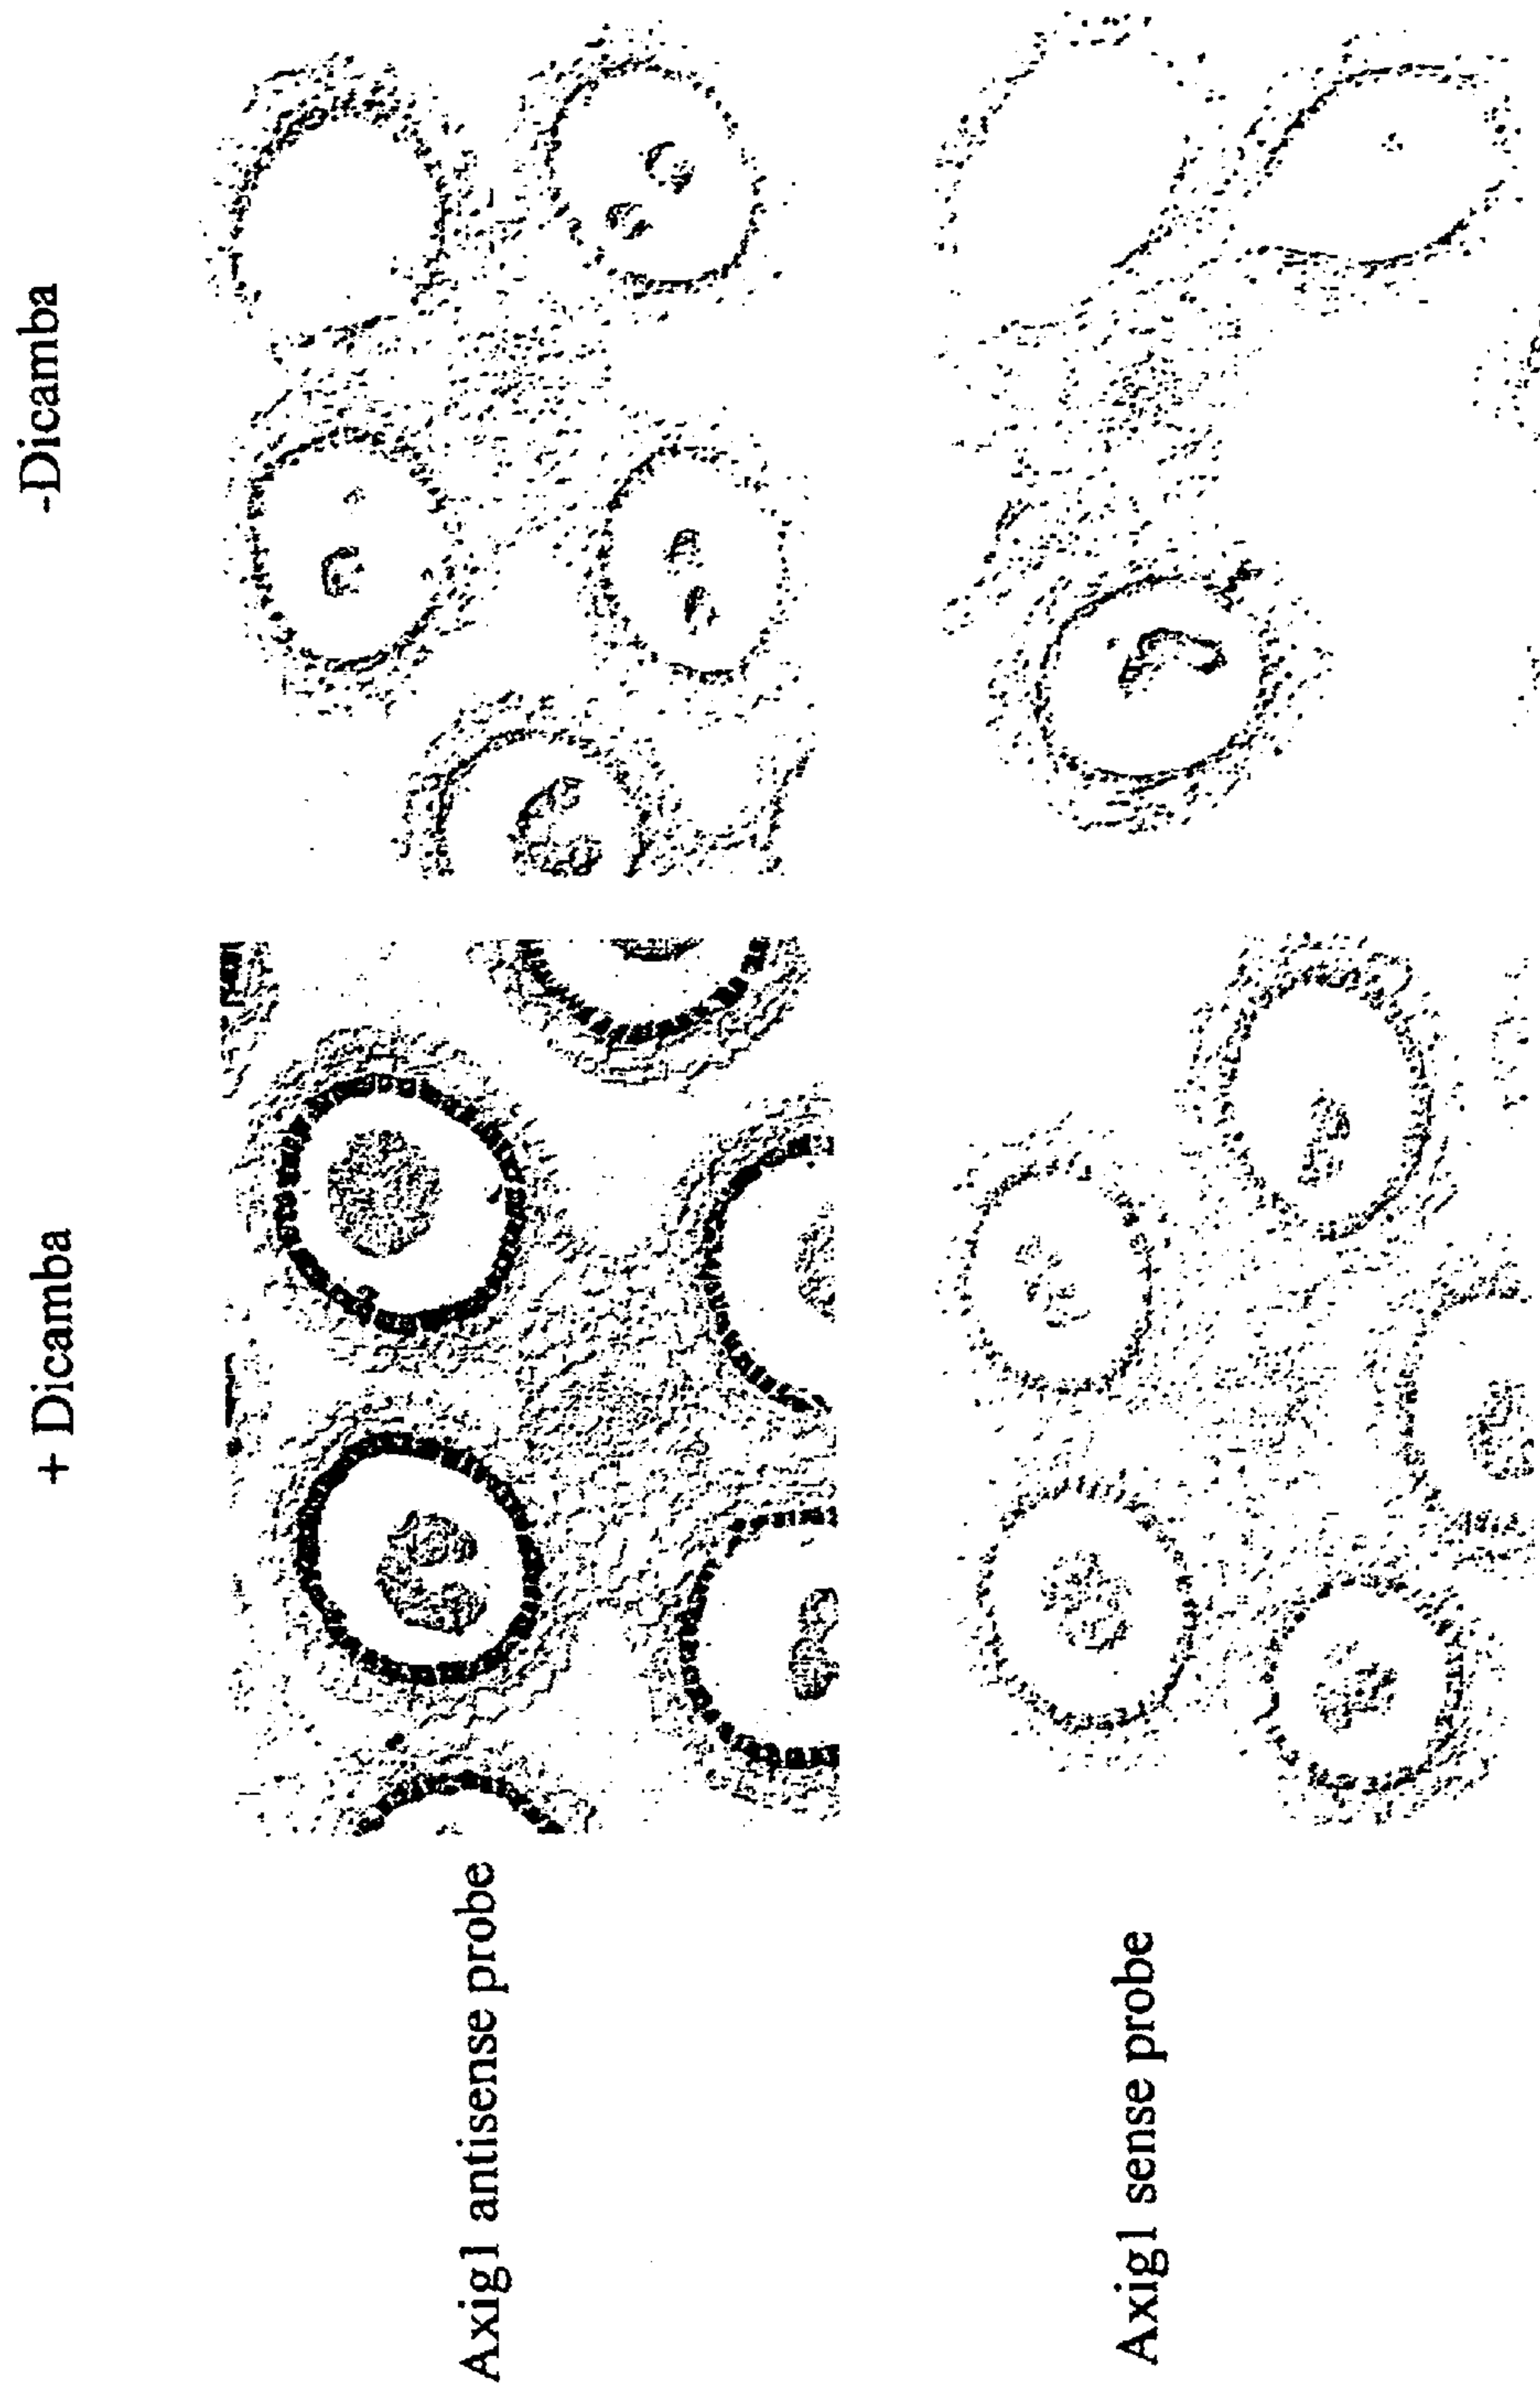 + Dicamba
-Dicamba
Axig1 antisense probe
Axig1 sense probe